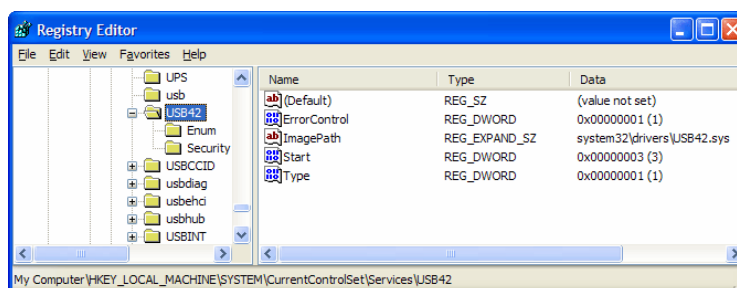 Registry Editor
File Edit View Favorites Help
UPS
usb
USB42
Enum
Security
USBCCID
usbdiag
usbehci
usbhub
USBINT
Name Type Data
ab (Default) REG_SZ (value not set)
ErrorControl REG_DWORD 0x00000001 (1)
ab ImagePath REG_EXPAND_SZ system32\drivers\USB42.sys
Start REG_DWORD 0x00000003 (3)
Type REG_DWORD 0x00000001 (1)
My Computer\HKEY_LOCAL_MACHINE\SYSTEM\CurrentControlSet\Services\USB42